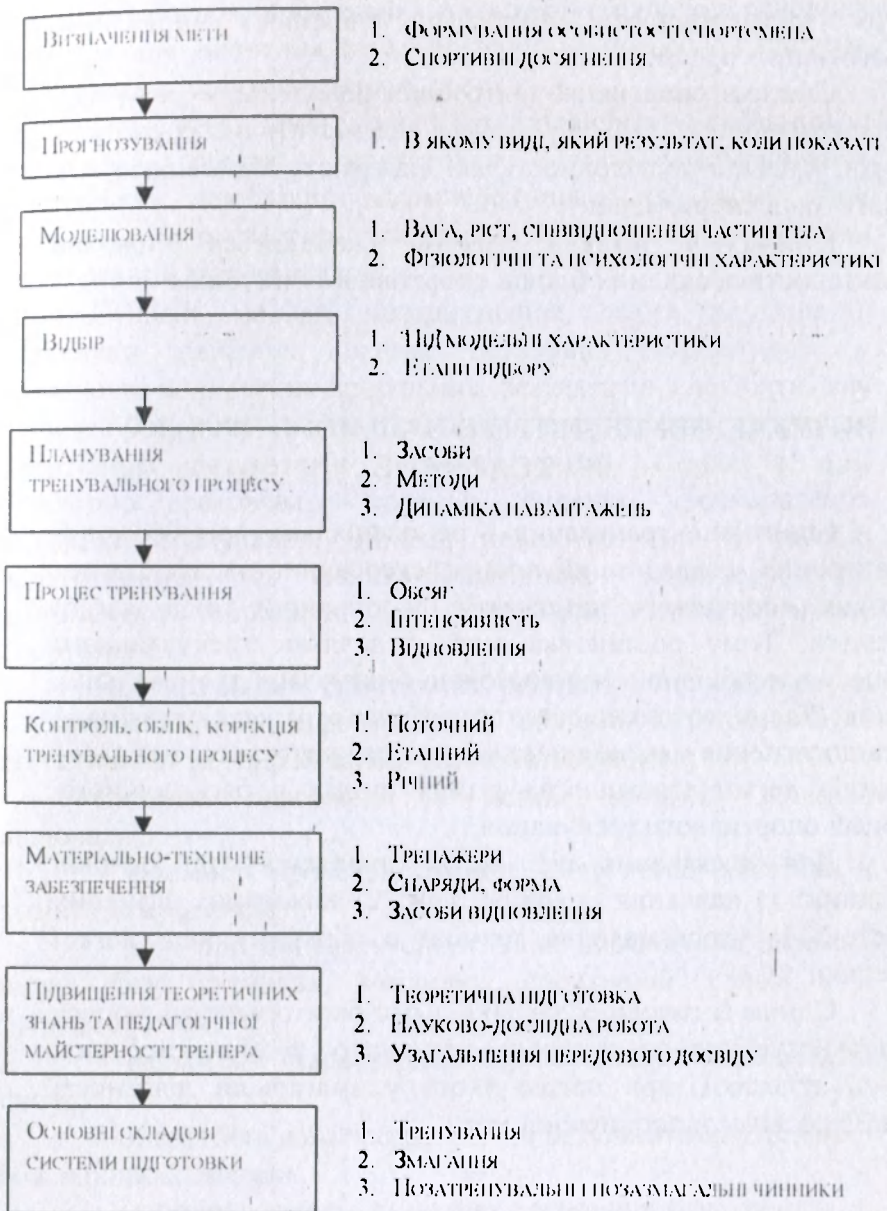 ВИЗНАЧЕННЯ МЕТИ
1. ФОРМУВАННЯ ОСОБИСТОСТІ СПОРТСМЕНА
2. СПОРТИВНІ ДОСЯГНЕННЯ
ПРОГНОЗУВАННЯ
1. В ЯКОМУ ВИДІ, ЯКИЙ РЕЗУЛЬТАТ, КОЛИ ПОКАЗАТИ
МОДЕЛЮВАННЯ
1. ВАГА, РІСТ, СПІВВІДНОШЕННЯ ЧАСТИН ТІЛА
2. ФІЗІОЛОГІЧНІ ТА ПСИХОЛОГІЧНІ ХАРАКТЕРИСТИКИ
ВІДБІР
1. ПІД МОДЕЛЬНІ ХАРАКТЕРИСТИКИ
2. ЕТАПИ ВІДБОРУ
ПЛАНУВАННЯ
ТРЕНУВАЛЬНОГО ПРОЦЕСУ
1. ЗАСОБИ
2. МЕТОДИ
3. ДИНАМІКА НАВАНТАЖЕНЬ
ПРОЦЕС ТРЕНУВАННЯ
1. ОБСЯГ
2. ІНТЕНСИВНІСТЬ
3. ВІДНОВЛЕННЯ
КОНТРОЛЬ, ОБЛІК, КОРЕКЦІЯ
ТРЕНУВАЛЬНОГО ПРОЦЕСУ
1. ПОТОЧНИЙ
2. ЕТАПНИЙ
3. РІЧНИЙ
МАТЕРІАЛЬНО-ТЕХНІЧНЕ
ЗАБЕЗПЕЧЕННЯ
1. ТРЕНАЖЕРИ
2. СНАРЯДИ, ФОРМА
3. ЗАСОБИ ВІДНОВЛЕННЯ
ПІДВИЩЕННЯ ТЕОРЕТИЧНИХ
ЗНАНЬ ТА ПЕДАГОГІЧНОЇ
МАЙСТЕРНОСТІ ТРЕНЕРА
1. ТЕОРЕТИЧНА ПІДГОТОВКА
2. НАУКОВО-ДОСЛІДНА РОБОТА
3. УЗАГАЛЬНЕННЯ ПЕРЕДОВОГО ДОСВІДУ
ОСНОВНІ СКЛАДОВІ
СИСТЕМИ ПІДГОТОВКИ
1. ТРЕНУВАННЯ
2. ЗМАГАННЯ
3. ПОЗАТРЕНУВАЛЬНІ І ПОЗАЗМАГАЛЬНІ ЧИННИКИ